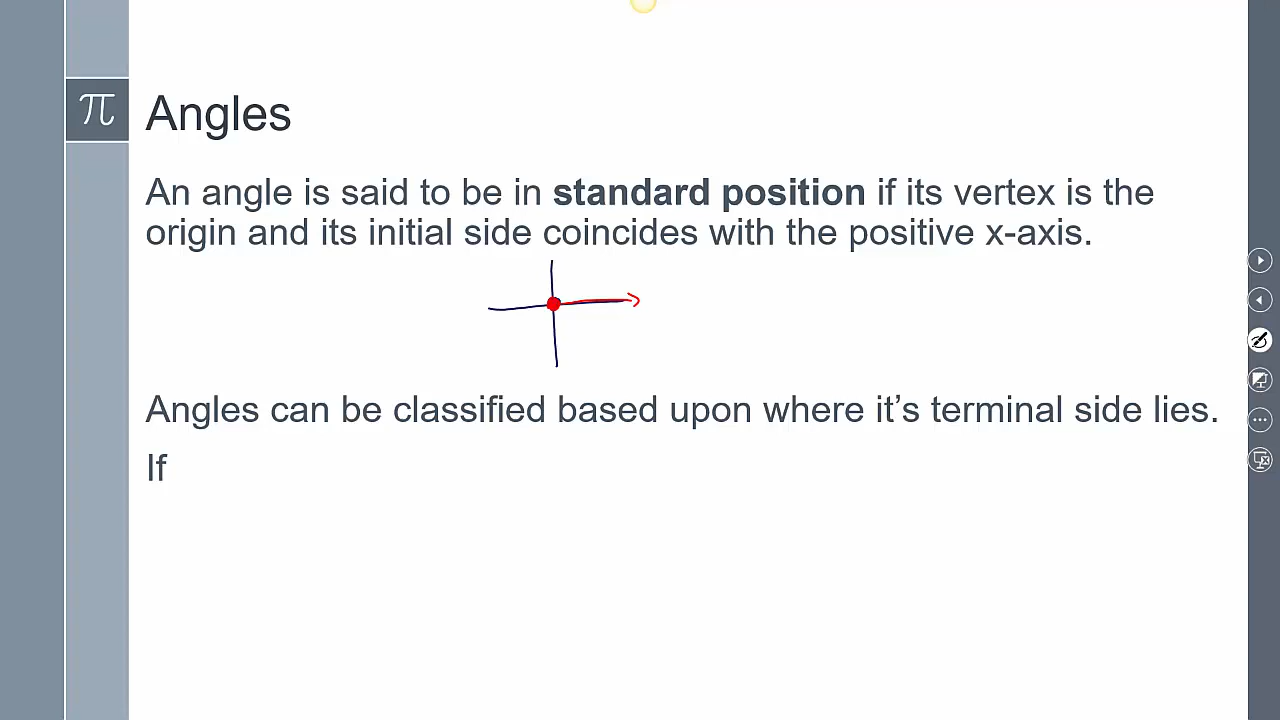 π
Angles
An angle is said to be in standard position if its vertex is the
origin and its initial side coincides with the positive x-axis.
Angles can be classified based upon where it’s terminal side lies.
If